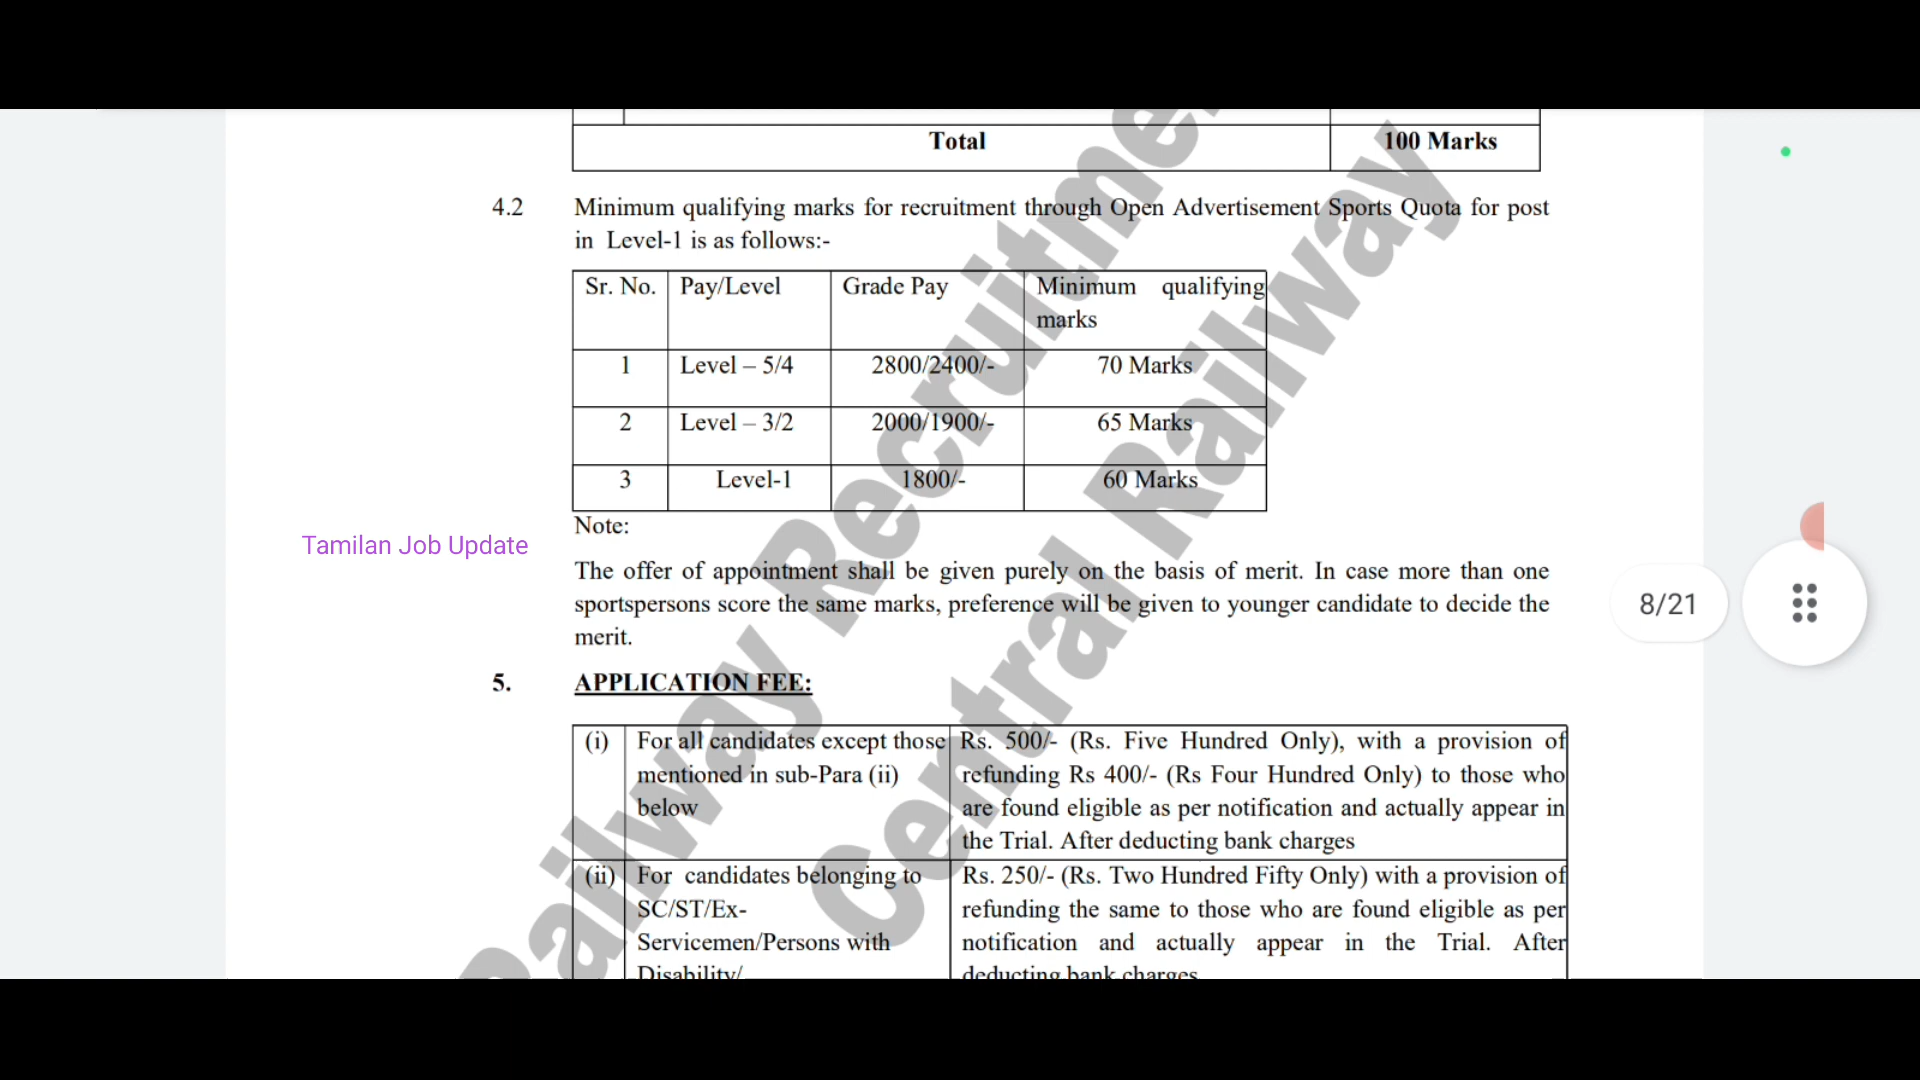 Total 100 Marks
4.2 Minimum qualifying marks for recruitment through Open Advertisement Sports Quota for post
in Level-1 is as follows:-
Sr. No. Pay/Level Grade Pay Minimum qualifying
marks
1 Level – 5/4 2800/2400/- 70 Marks
2 Level – 3/2 2000/1900/- 65 Marks
3 Level-1 1800/- 60 Marks
Note:
Tamilan Job Update
The offer of appointment shall be given purely on the basis of merit. In case more than one
sportspersons score the same marks, preference will be given to younger candidate to decide the
merit.
8/21
5. APPLICATION FEE:
(i) For all candidates except those
mentioned in sub-Para (ii)
below
Rs. 500/- (Rs. Five Hundred Only), with a provision of
refunding Rs 400/- (Rs Four Hundred Only) to those who
are found eligible as per notification and actually appear in
the Trial. After deducting bank charges
(ii) For candidates belonging to
SC/ST/Ex-
Servicemen/Persons with
Disability/
Rs. 250/- (Rs. Two Hundred Fifty Only) with a provision of
refunding the same to those who are found eligible as per
notification and actually appear in the Trial. After
deducting bank charges
Railway Recruitme
Central Railway